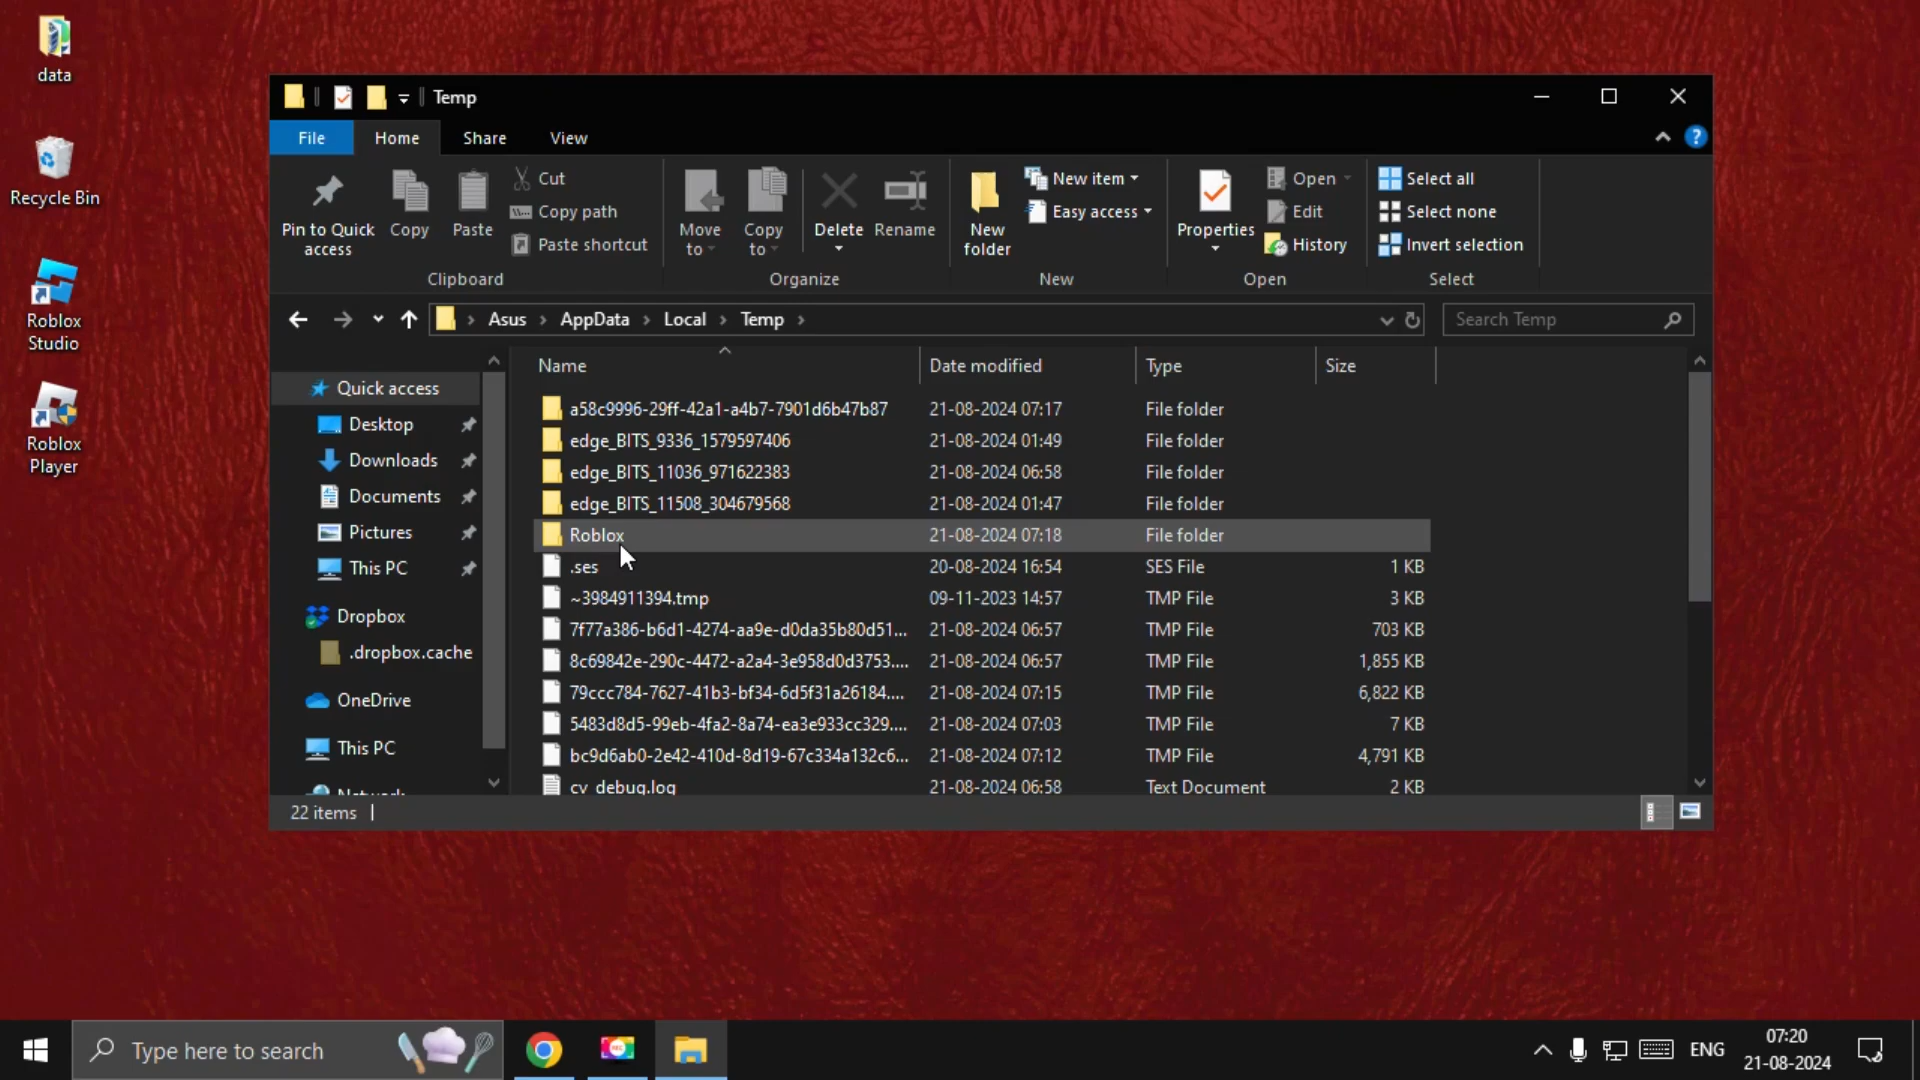 data
Recycle Bin
Roblox
Studio
Roblox
Player
Temp
File
Home
Share
View
Pin to Quick
access
Copy
Paste
Cut
Copy path
Paste shortcut
Clipboard
Move
to
Copy
to
Delete
Rename
Organize
New
folder
New item
Easy access
New
Properties
Open
Edit
History
Open
Select all
Select none
Invert selection
Select
Asus
AppData
Local
Temp
Search Temp
Quick access
Desktop
Downloads
Documents
Pictures
This PC
Dropbox
.dropbox.cache
OneDrive
This PC
Network
Name Date modified Type Size
a58c9996-29ff-42a1-a4b7-7901d6b47b87 21-08-2024 07:17 File folder
edge_BITS_9336_1579597406 21-08-2024 01:49 File folder
edge_BITS_11036_971622383 21-08-2024 06:58 File folder
edge_BITS_11508_304679568 21-08-2024 01:47 File folder
Roblox 21-08-2024 07:18 File folder
.ses 20-08-2024 16:54 SES File 1 KB
~3984911394.tmp 09-11-2023 14:57 TMP File 3 KB
7f77a386-b6d1-4274-aa9e-d0da35b80d51... 21-08-2024 06:57 TMP File 703 KB
8c69842e-290c-4472-a2a4-3e958d0d3753.... 21-08-2024 06:57 TMP File 1,855 KB
79ccc784-7627-41b3-bf34-6d5f31a26184.... 21-08-2024 07:15 TMP File 6,822 KB
5483d8d5-99eb-4fa2-8a74-ea3e933cc329.... 21-08-2024 07:03 TMP File 7 KB
bc9d6ab0-2e42-410d-8d19-67c334a132c6... 21-08-2024 07:12 TMP File 4,791 KB
cv_debug.log 21-08-2024 06:58 Text Document 2 KB
22 items
Type here to search
ENG
07:20
21-08-2024